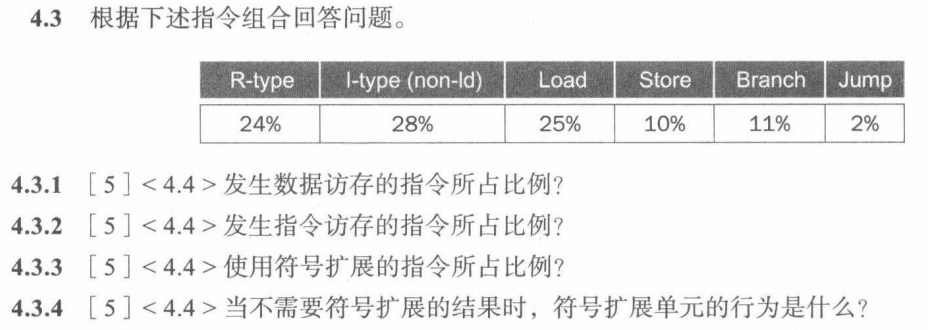 4.3 根据下述指令组合回答问题。
R-type I-type (non-ld) Load Store Branch Jump
24% 28% 25% 10% 11% 2%
4.3.1 ［5］<4.4> 发生数据访存的指令所占比例?
4.3.2 ［5］<4.4> 发生指令访存的指令所占比例?
4.3.3 ［5］<4.4> 使用符号扩展的指令所占比例?
4.3.4 ［5］<4.4> 当不需要符号扩展的结果时，符号扩展单元的行为是什么?